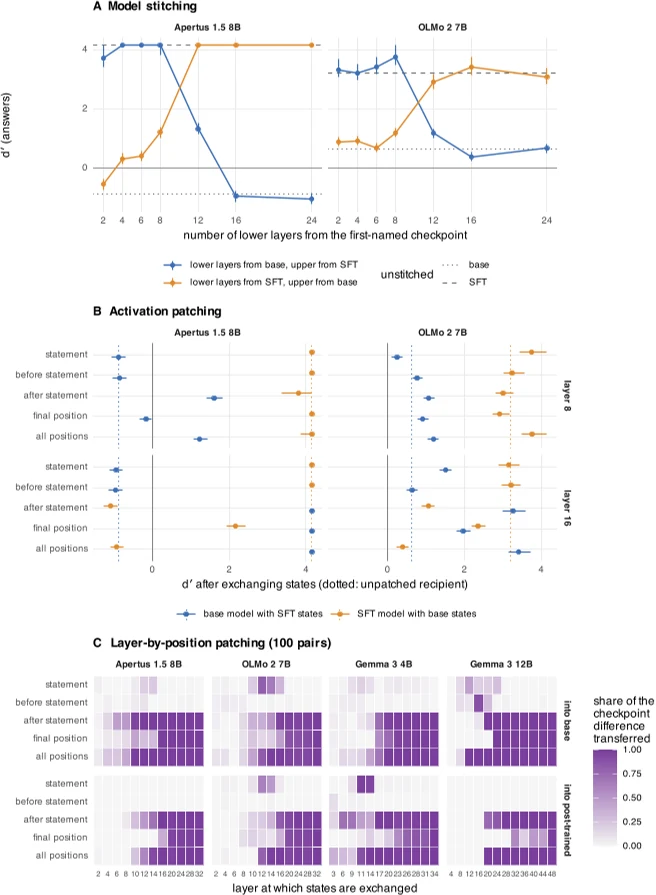 A Model stitching
Apertus 1.5 8B
OLMo 2 7B
4
2
0
d′ (answers)
2 4 6 8 12 16 24
2 4 6 8 12 16 24
number of lower layers from the first-named checkpoint
lower layers from base, upper from SFT
lower layers from SFT, upper from base
unstitched
base
SFT
B Activation patching
Apertus 1.5 8B
OLMo 2 7B
statement
before statement
after statement
final position
all positions
layer 8
statement
before statement
after statement
final position
all positions
layer 16
0 2 4
0 2 4
d′ after exchanging states (dotted: unpatched recipient)
base model with SFT states
SFT model with base states
C Layer-by-position patching (100 pairs)
Apertus 1.5 8B
OLMo 2 7B
Gemma 3 4B
Gemma 3 12B
statement
before statement
after statement
final position
all positions
into base
statement
before statement
after statement
final position
all positions
into post-trained
2 4 6 8 10 12 14 16 20 24 28 32
2 4 6 8 10 12 14 16 20 24 28 32
3 6 9 11 14 17 20 23 26 28 31 34
4 8 12 16 20 24 28 32 36 40 44 48
layer at which states are exchanged
share of the
checkpoint
difference
transferred
1.00
0.75
0.50
0.25
0.00